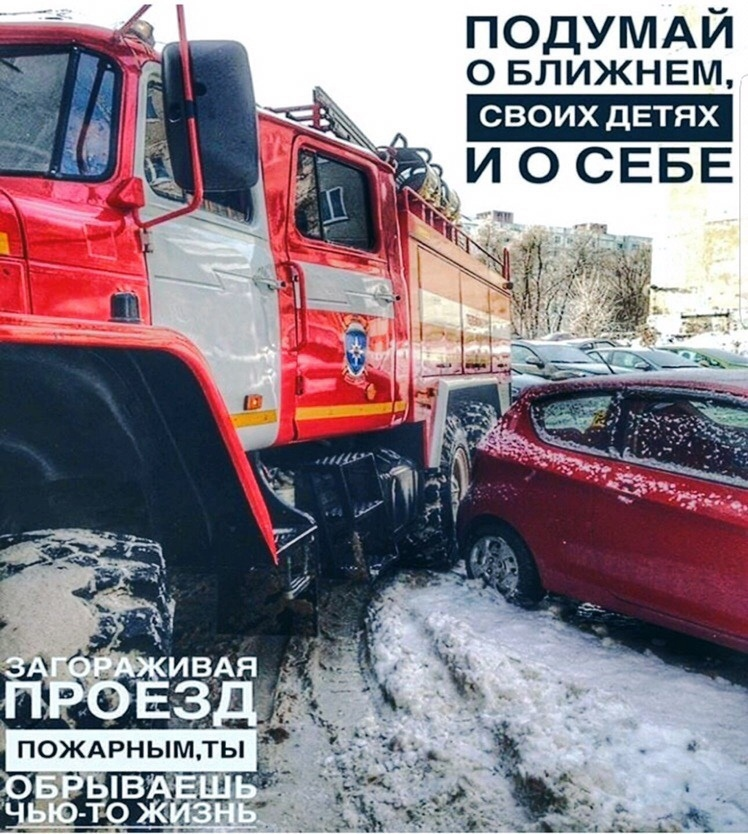 ПОДУМАЙ
О БЛИЖНЕМ,
СВОИХ ДЕТЯХ
И О СЕБЕ
ЗАГОРАЖИВАЯ
ПРОЕЗД
ПОЖАРНЫМ,ТЫ
ОБРЫВАЕШЬ
ЧЬЮ-ТО ЖИЗНЬ